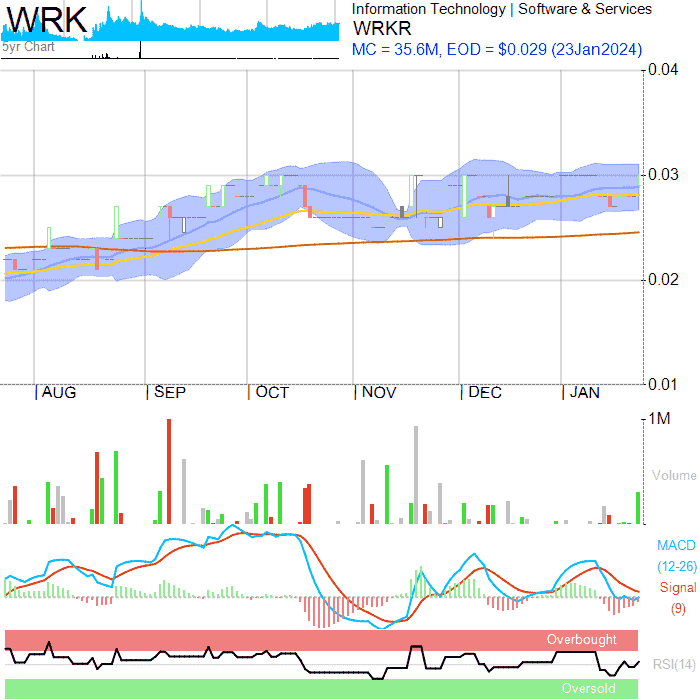 WRK
5yr Chart
Information Technology | Software & Services
WRKR
MC = 35.6M, EOD = $0.029 (23Jan2024)
0.04
0.03
0.02
0.01
AUG SEP OCT NOV DEC JAN
1M
Volume
MACD
(12-26)
Signal
(9)
Overbought
RSI(14)
Oversold